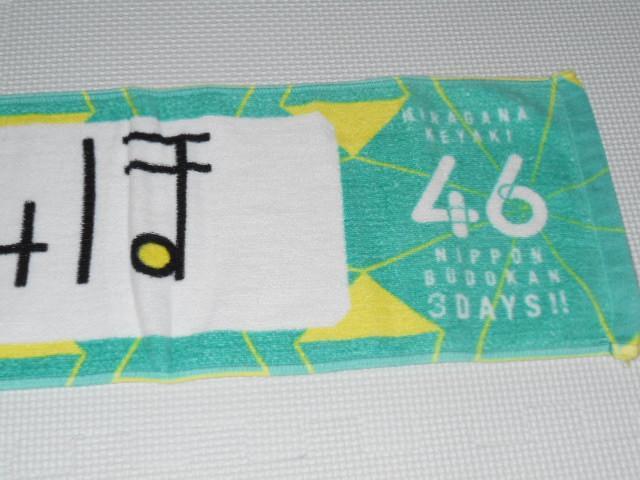 ほ
HIRAGANA
KEYAKI
46
NIPPON
BUDOKAN
3DAYS!!